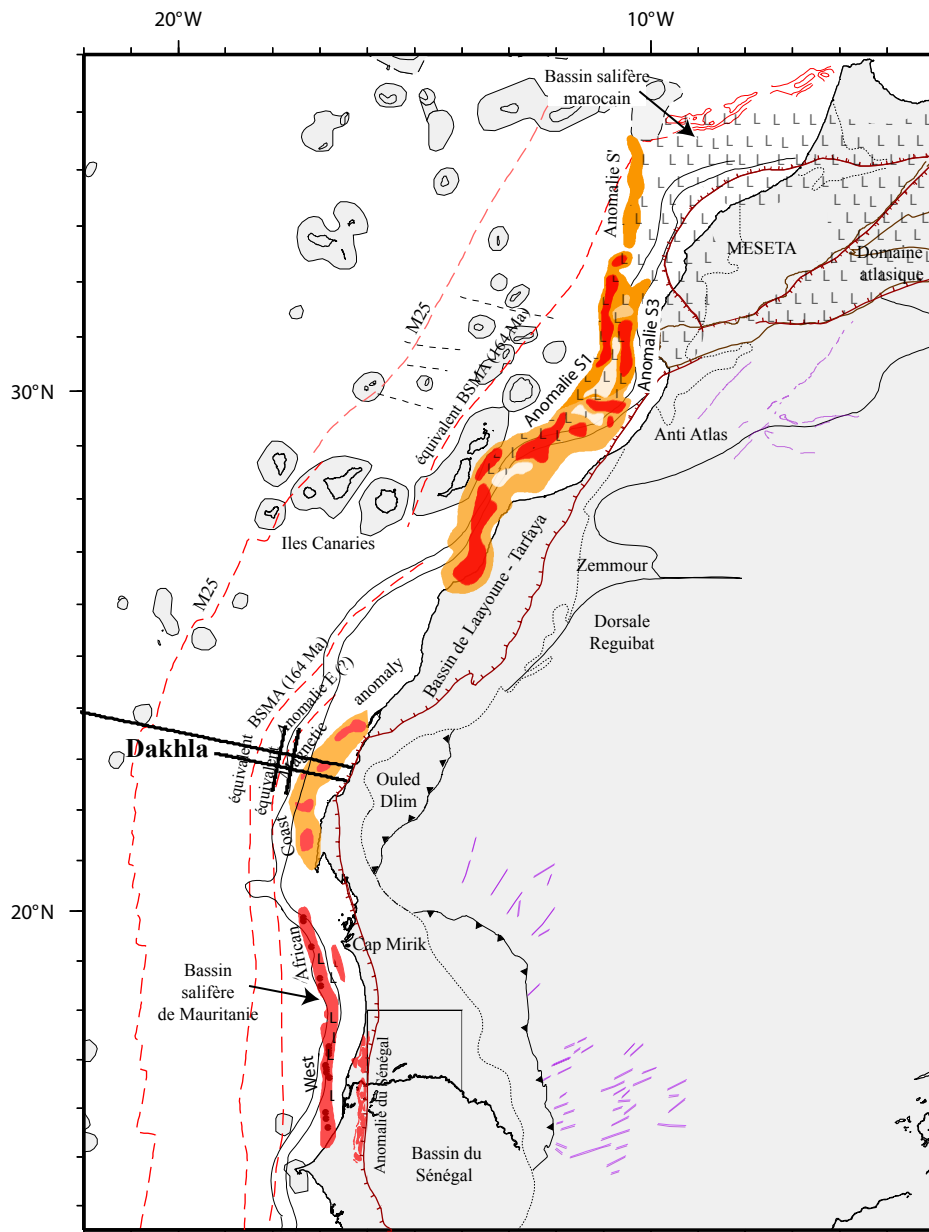 20°W
10°W
Bassin salifère
marocain
Anomalie S'
MESETA
Domaine
atlasique
M25
équivalent BSMA (164 Ma)
Anomalie S1
Anomalie S3
30°N
Anti Atlas
Iles Canaries
Bassin de Laayoune - Tarfaya
Zemmour
M25
Dorsale
Reguibat
équivalent BSMA (164 Ma)
équivalent Anomalie E (?)
Dakhla
Ouled
Dlim
West African Coast Magnetic anomaly
20°N
Cap Mirik
Bassin
salifère
de Mauritanie
Anomalie du Sénégal
Bassin du
Sénégal
L L L L L L